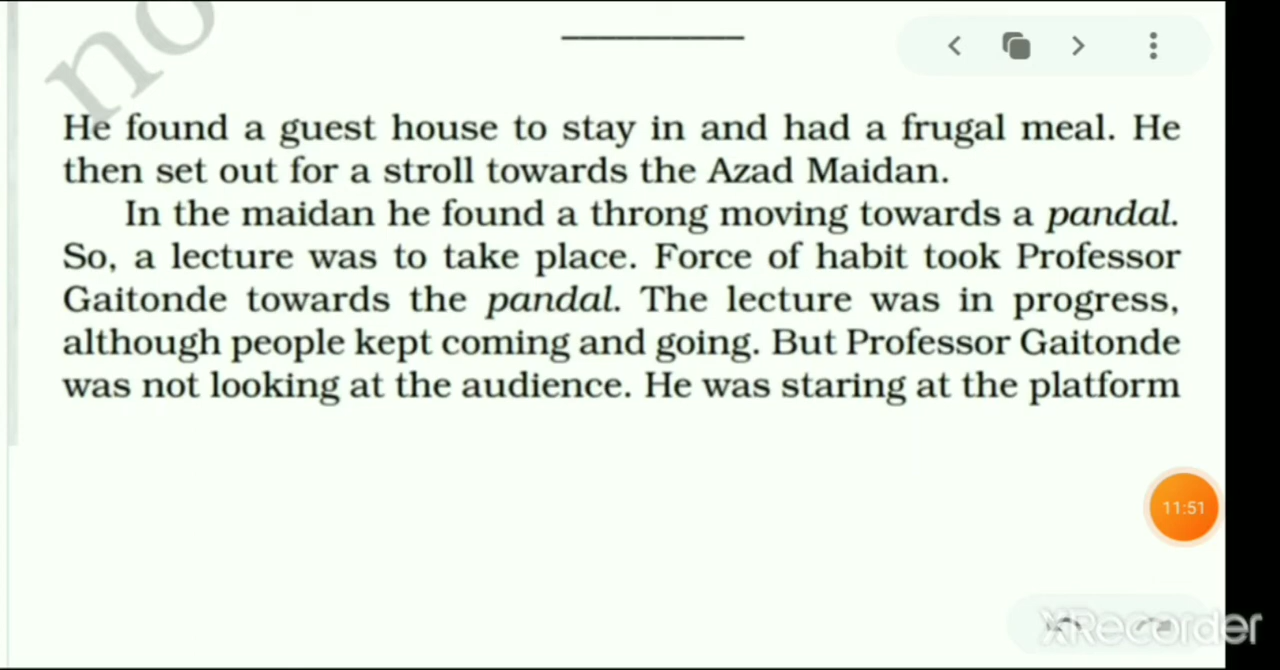 no
He found a guest house to stay in and had a frugal meal. He
then set out for a stroll towards the Azad Maidan.
In the maidan he found a throng moving towards a pandal.
So, a lecture was to take place. Force of habit took Professor
Gaitonde towards the pandal. The lecture was in progress,
although people kept coming and going. But Professor Gaitonde
was not looking at the audience. He was staring at the platform
11:51
XRecorder